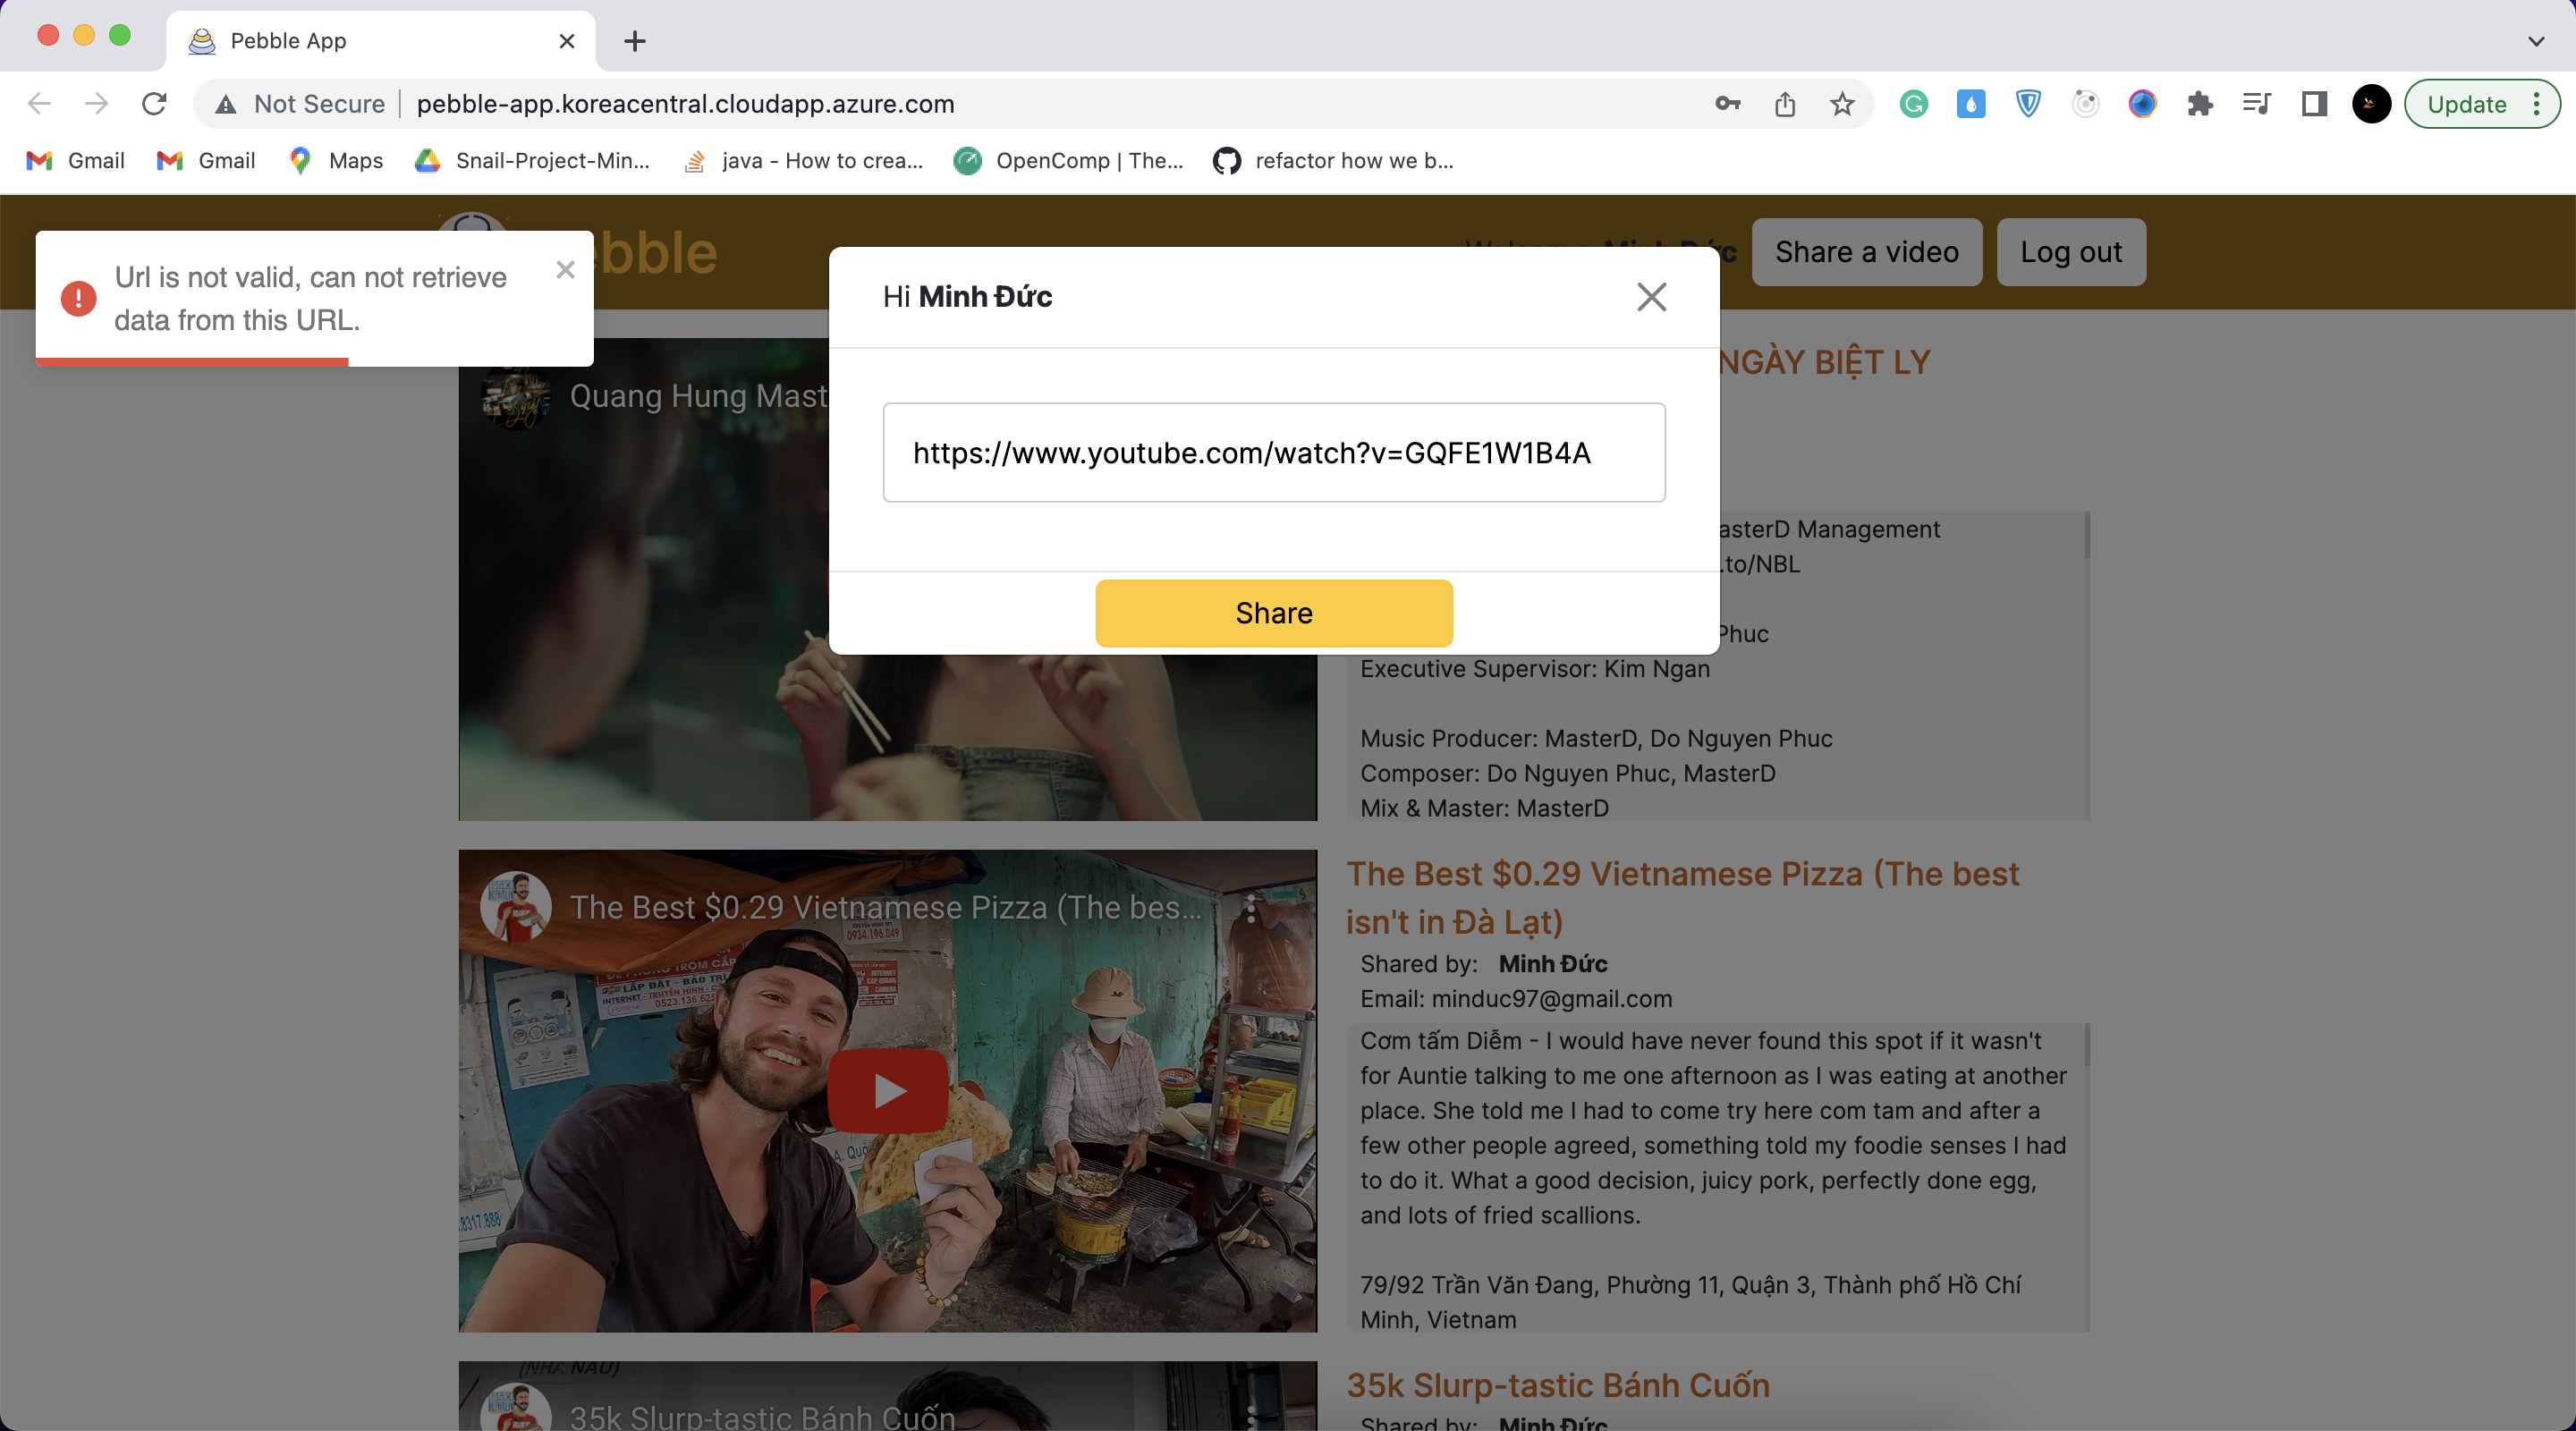 Pebble App
Not Secure
pebble-app.koreacentral.cloudapp.azure.com
Update
Gmail
Gmail
Maps
Snail-Project-Min...
java - How to crea...
OpenComp | The...
refactor how we b...
Share a video
Log out
Url is not valid, can not retrieve
data from this URL.
Hi Minh Đức
https://www.youtube.com/watch?v=GQFE1W1B4A
Share
Quang Hung Mast
NGÀY BIỆT LY
asterD Management
.to/NBL
Phuc
Executive Supervisor: Kim Ngan
Music Producer: MasterD, Do Nguyen Phuc
Composer: Do Nguyen Phuc, MasterD
Mix & Master: MasterD
The Best $0.29 Vietnamese Pizza (The bes...
0934.196.049
LẮP ĐẶT - BÁO TRÌ
The Best $0.29 Vietnamese Pizza (The best
isn't in Đà Lạt)
Shared by: Minh Đức
Email: minduc97@gmail.com
Cơm tấm Diễm - I would have never found this spot if it wasn't
for Auntie talking to me one afternoon as I was eating at another
place. She told me I had to come try here com tam and after a
few other people agreed, something told my foodie senses I had
to do it. What a good decision, juicy pork, perfectly done egg,
and lots of fried scallions.
79/92 Trần Văn Đang, Phường 11, Quận 3, Thành phố Hồ Chí
Minh, Vietnam
35k Slurp-tastic Bánh Cuốn
35k Slurp-tastic Bánh Cuốn
Shared by: Minh Đức